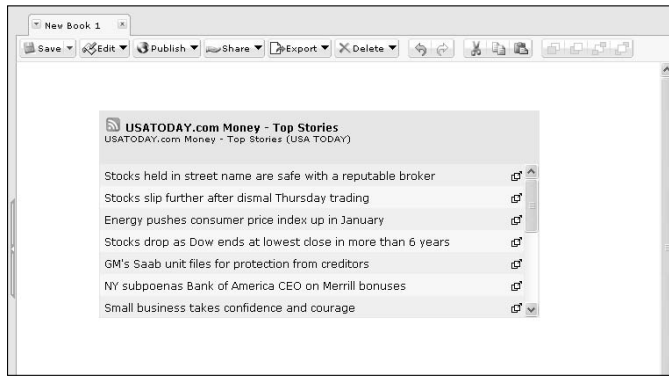 New Book 1
Save Edit Publish Share Export Delete
USATODAY.com Money - Top Stories
USATODAY.com Money - Top Stories (USA TODAY)
Stocks held in street name are safe with a reputable broker
Stocks slip further after dismal Thursday trading
Energy pushes consumer price index up in January
Stocks drop as Dow ends at lowest close in more than 6 years
GM's Saab unit files for protection from creditors
NY subpoenas Bank of America CEO on Merrill bonuses
Small business takes confidence and courage